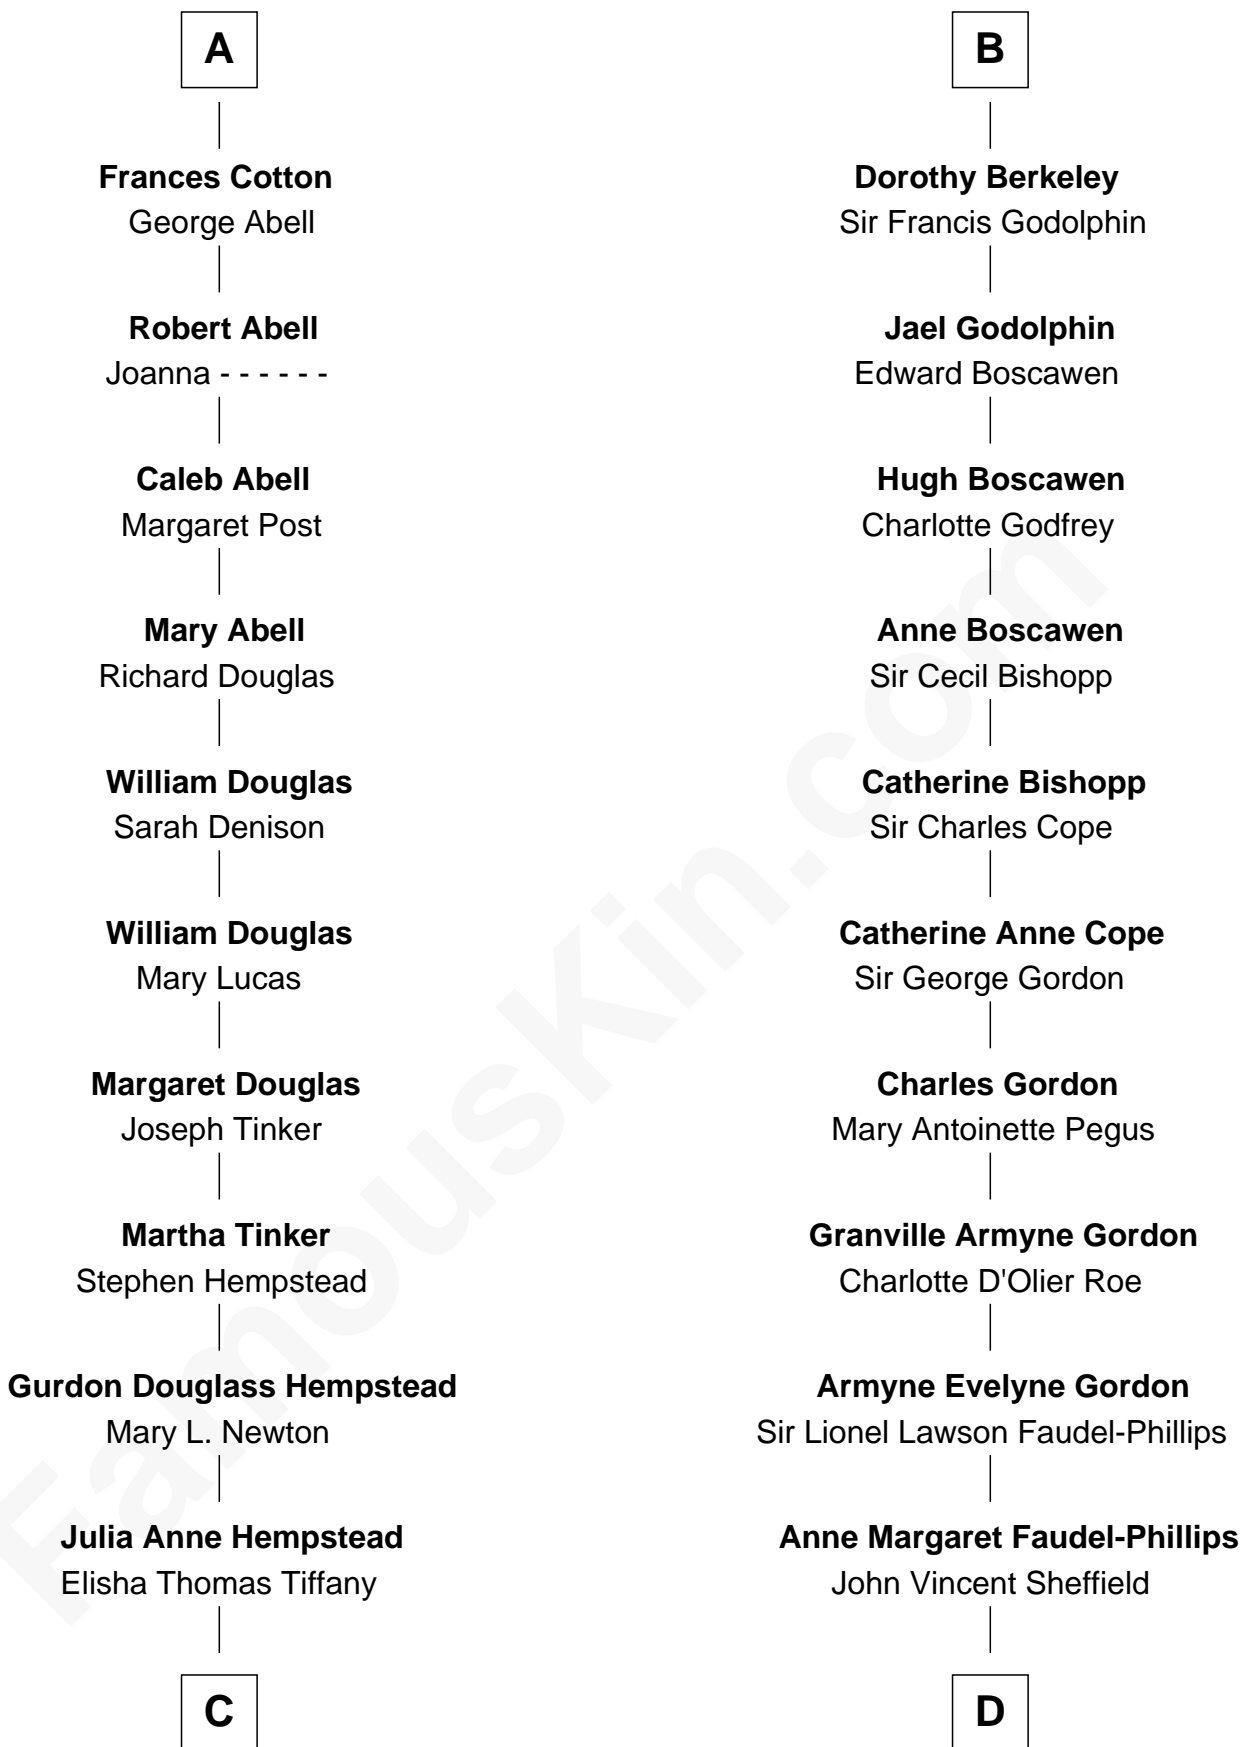 A
Frances Cotton
George Abell
Robert Abell
Joanna - - - - - -
Caleb Abell
Margaret Post
Mary Abell
Richard Douglas
William Douglas
Sarah Denison
William Douglas
Mary Lucas
Margaret Douglas
Joseph Tinker
Martha Tinker
Stephen Hempstead
Gurdon Douglass Hempstead
Mary L. Newton
Julia Anne Hempstead
Elisha Thomas Tiffany
C
B
Dorothy Berkeley
Sir Francis Godolphin
Jael Godolphin
Edward Boscawen
Hugh Boscawen
Charlotte Godfrey
Anne Boscawen
Sir Cecil Bishopp
Catherine Bishopp
Sir Charles Cope
Catherine Anne Cope
Sir George Gordon
Charles Gordon
Mary Antoinette Pegus
Granville Armyne Gordon
Charlotte D'Olier Roe
Armyne Evelyne Gordon
Sir Lionel Lawson Faudel-Phillips
Anne Margaret Faudel-Phillips
John Vincent Sheffield
D
FamousKin.com